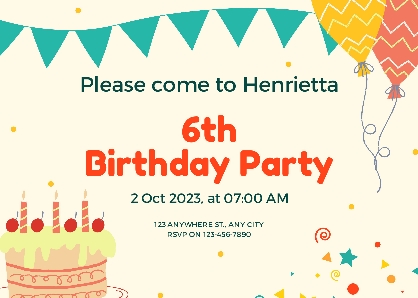 Please come to Henrietta
6th
Birthday Party
2 Oct 2023, at 07:00 AM
123 ANYWHERE ST., ANY CITY
RSVP ON 123-456-7890